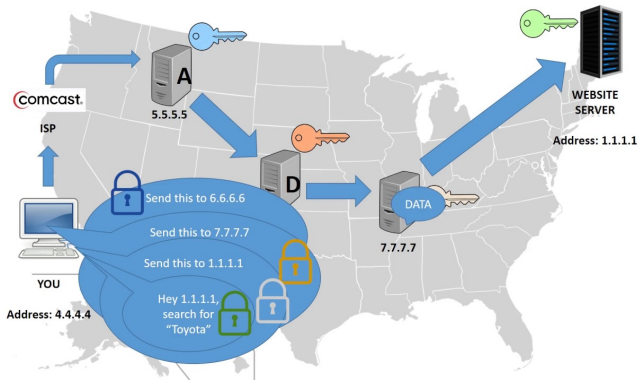 A
5.5.5.5
comcast.
ISP
WEBSITE
SERVER
Address: 1.1.1.1
D
DATA
7.7.7.7
Send this to 6.6.6.6
Send this to 7.7.7.7
Send this to 1.1.1.1
Hey 1.1.1.1,
search for
“Toyota”
YOU
Address: 4.4.4.4